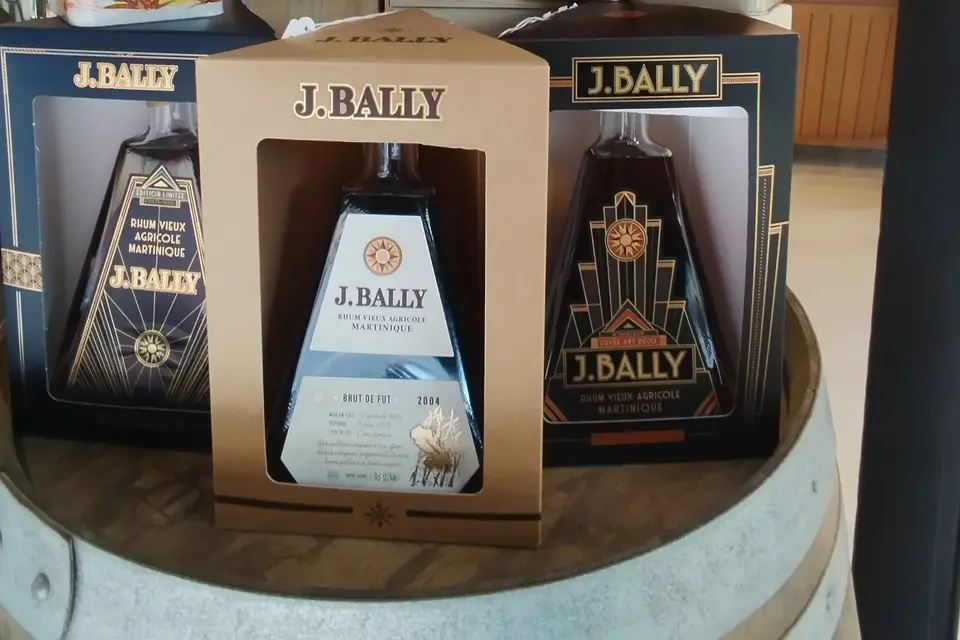 J.BALLY
EDITION LIMITÉE
RHUM VIEUX
AGRICOLE
MARTINIQUE
J.BALLY
J.BALLY
J.BALLY
J.BALLY
RHUM VIEUX AGRICOLE
MARTINIQUE
BRUT DE FUT 2004
J.BALLY
CUVÉE ART DÉCO
J.BALLY
RHUM VIEUX AGRICOLE
MARTINIQUE